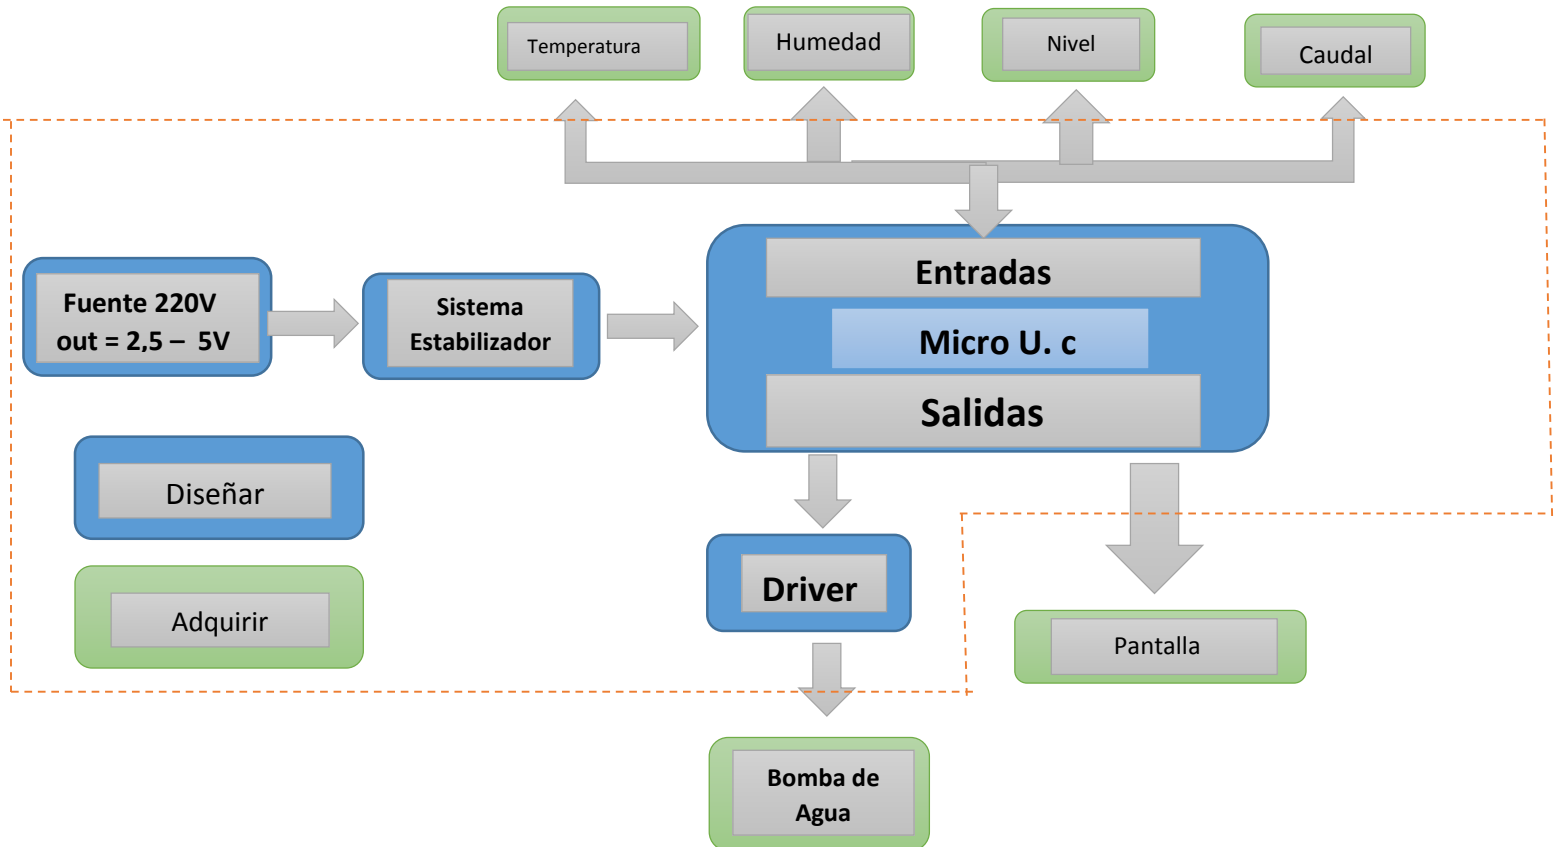 Temperatura
Humedad
Nivel
Caudal
Fuente 220V
out = 2,5 – 5V
Sistema
Estabilizador
Entradas
Micro U. c
Salidas
Diseñar
Adquirir
Driver
Pantalla
Bomba de
Agua